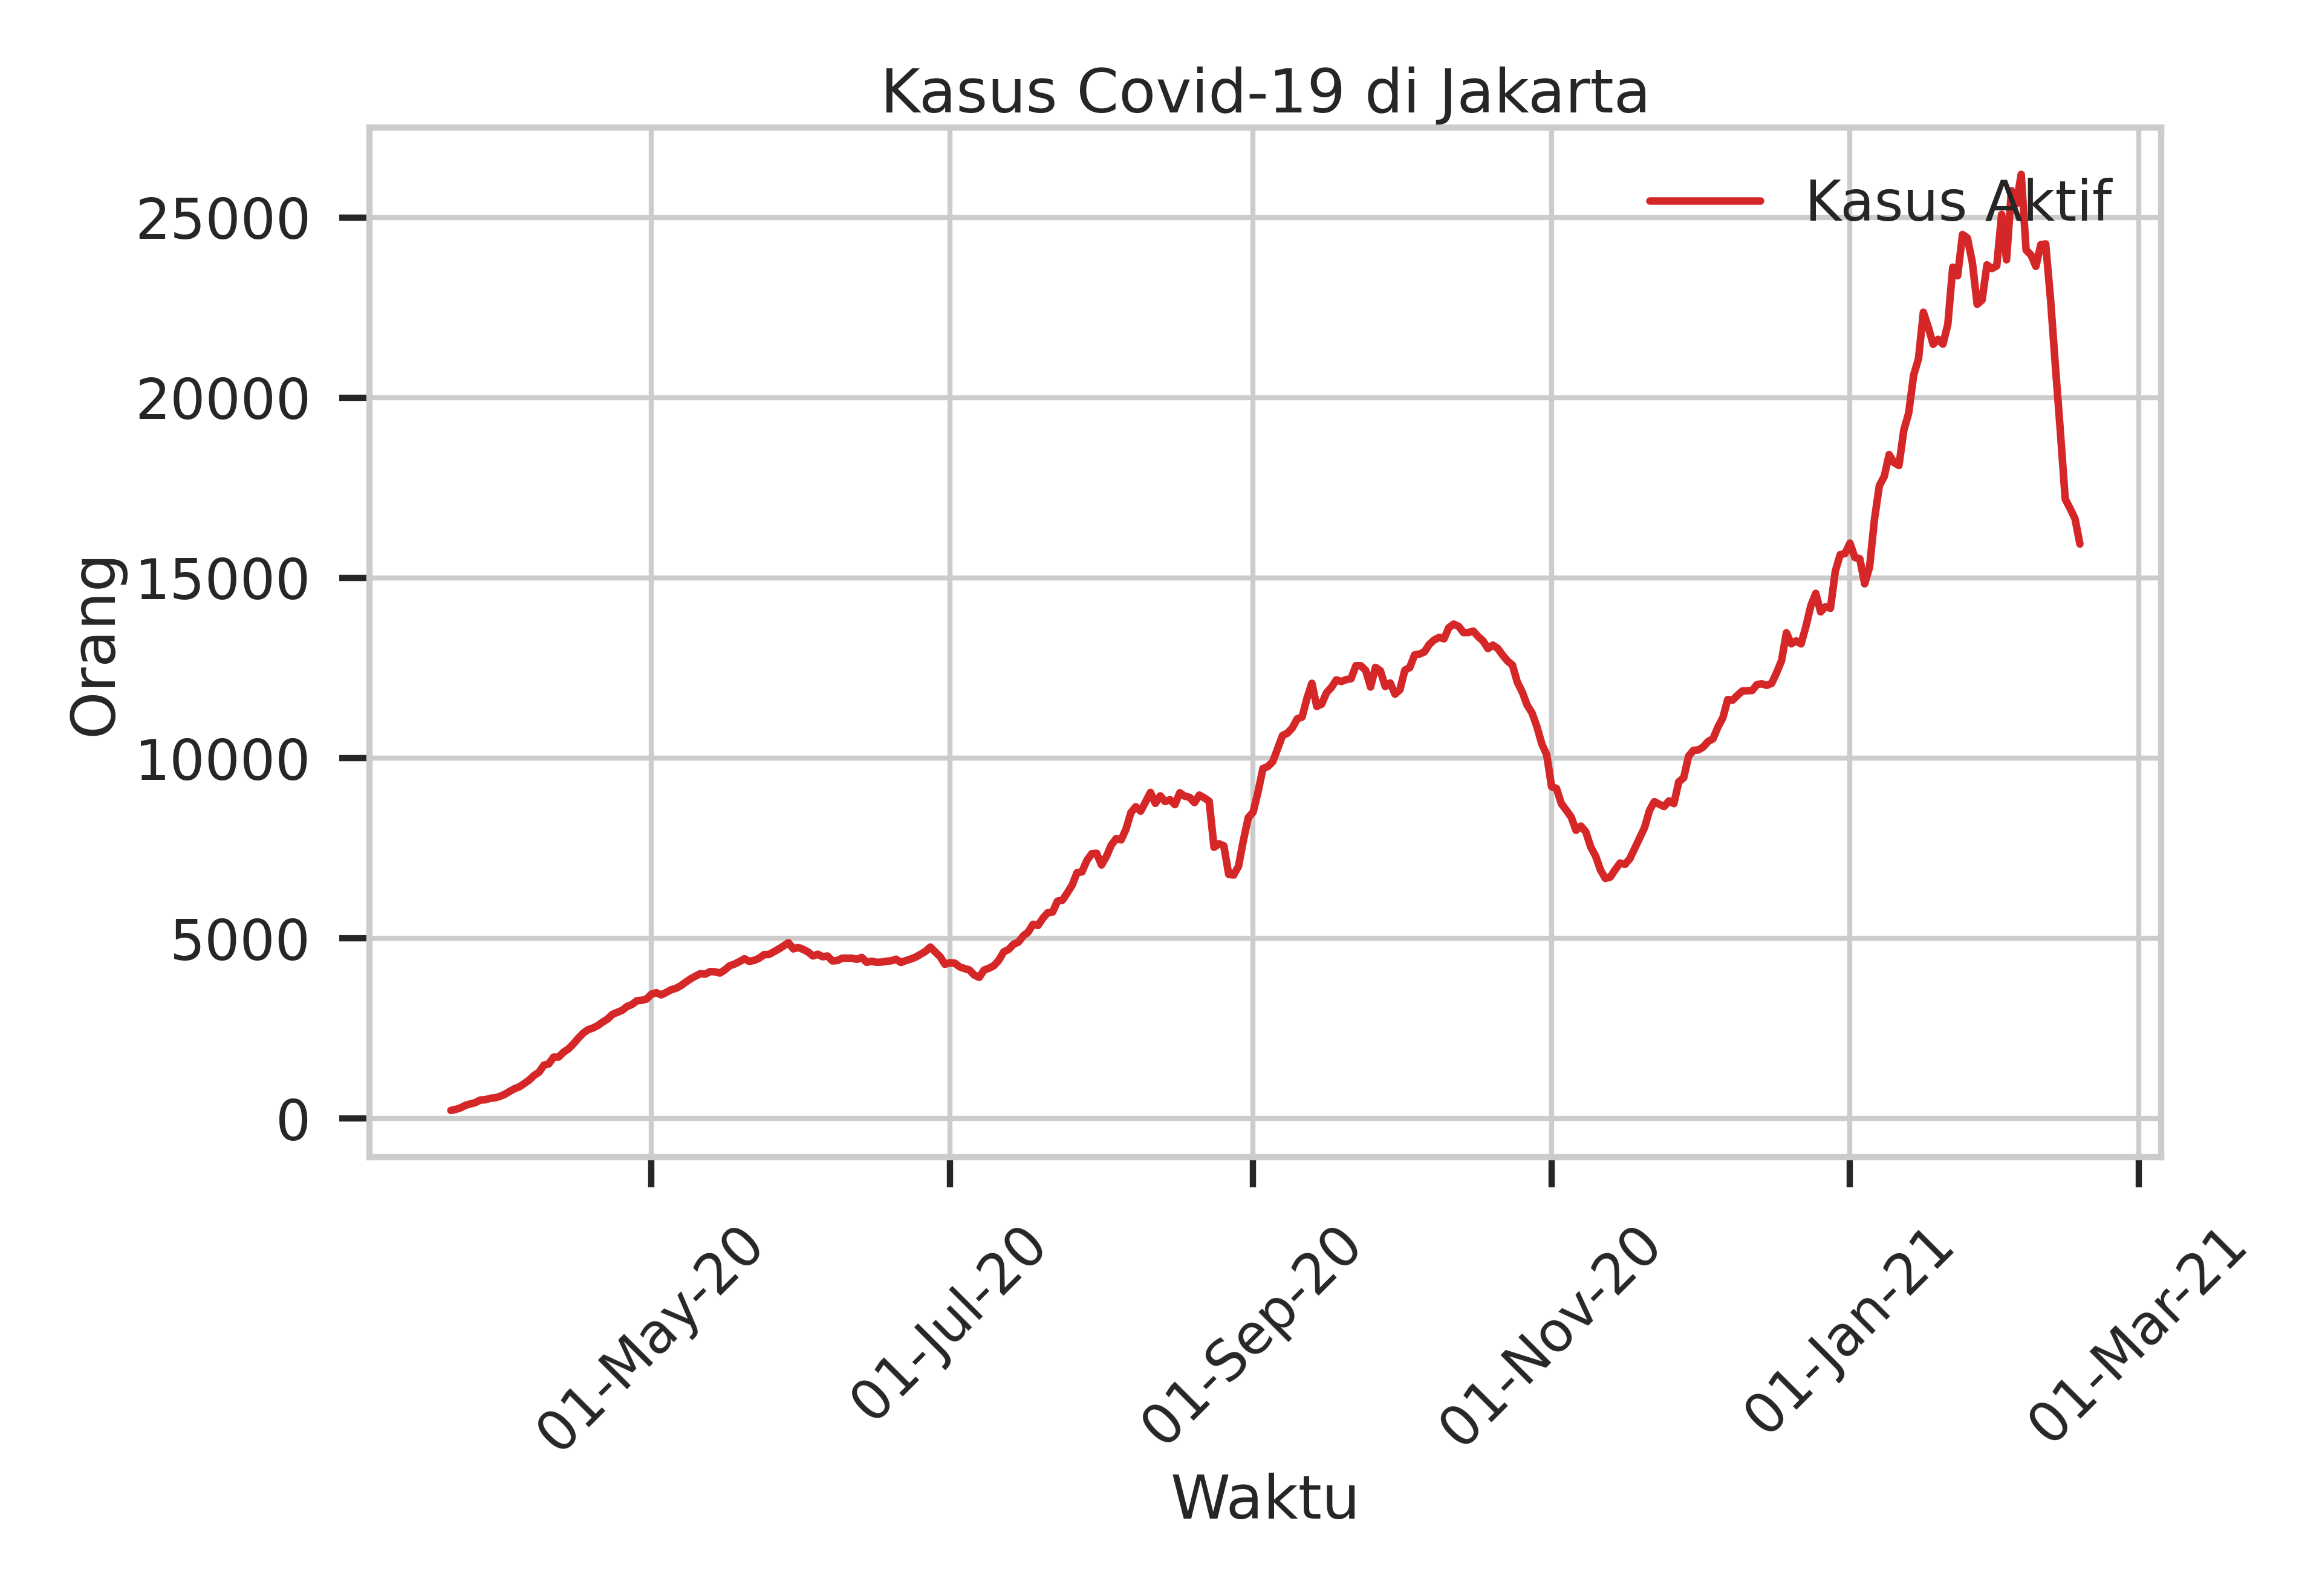 Kasus Covid-19 di Jakarta
Kasus Aktif
25000
20000
15000
10000
5000
0
Orang
01-May-20
01-Jul-20
01-Sep-20
01-Nov-20
01-Jan-21
01-Mar-21
Waktu